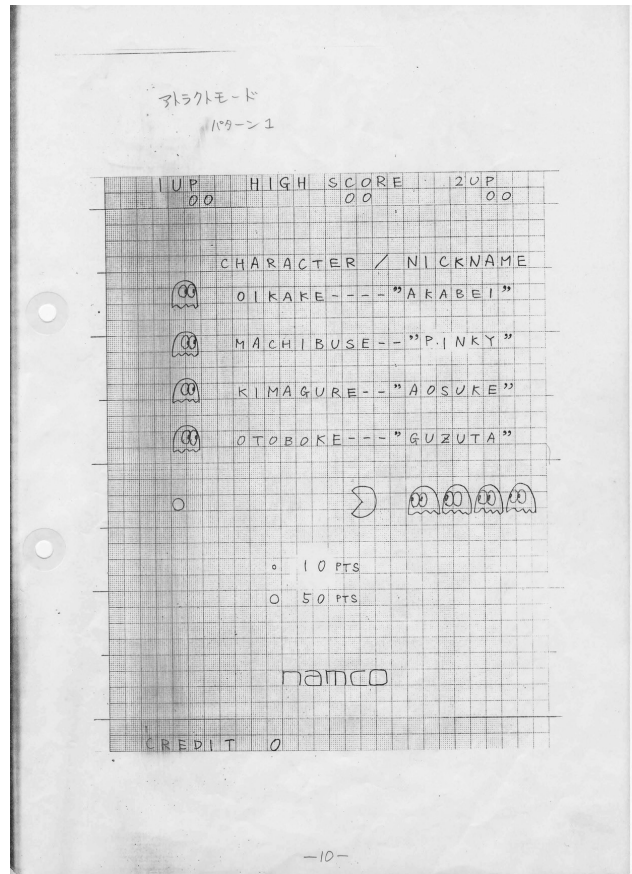 アトラクトモード
パターン1
1UP HIGH SCORE 2UP
00 00 00
CHARACTER / NICKNAME
OIKAKE----"AKABEI"
MACHIBUSE--"PINKY"
KIMAGURE--"AOSUKE"
OTOBOKE---"GUZUTA"
10 PTS
50 PTS
namco
CREDIT 0
-10-